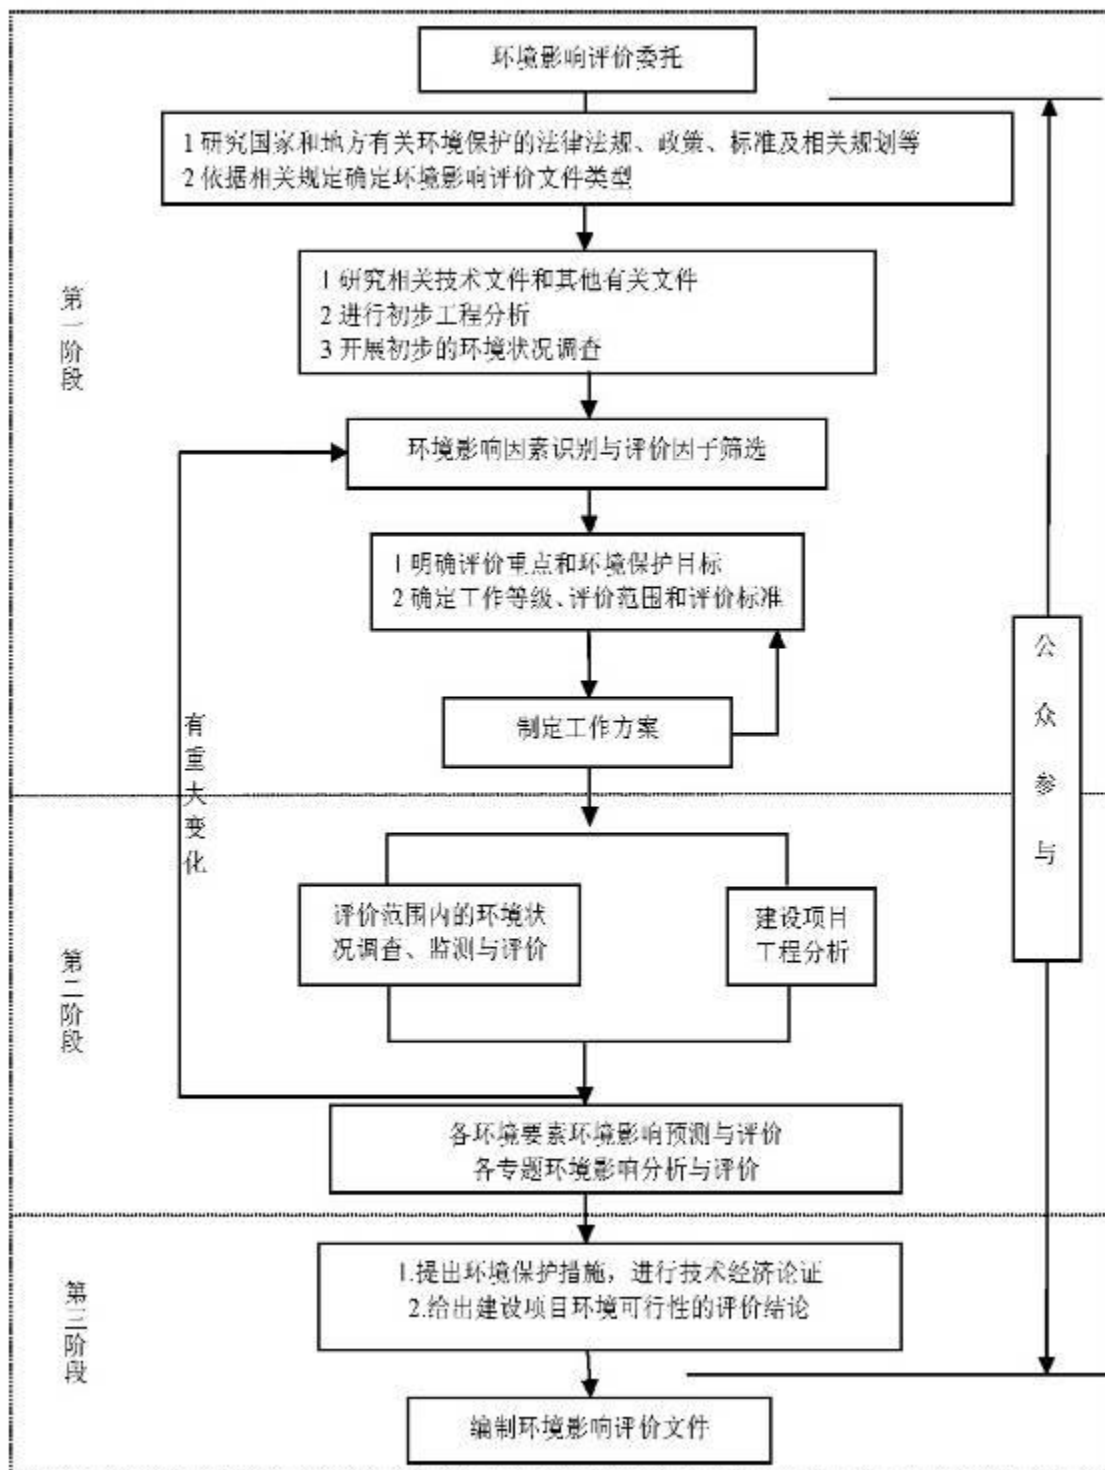 环境影响评价委托
1 研究国家和地方有关环境保护的法律法规、政策、标准及相关规划等
2 依据相关规定确定环境影响评价文件类型
第一阶段
1 研究相关技术文件和其他有关文件
2 进行初步工程分析
3 开展初步的环境状况调查
环境影响因素识别与评价因子筛选
1 明确评价重点和环境保护目标
2 确定工作等级、评价范围和评价标准
公众参与
制定工作方案
有重大变化
第二阶段
评价范围内的环境状
况调查、监测与评价
建设项目
工程分析
各环境要素环境影响预测与评价
各专题环境影响分析与评价
第三阶段
1.提出环境保护措施，进行技术经济论证
2.给出建设项目环境可行性的评价结论
编制环境影响评价文件